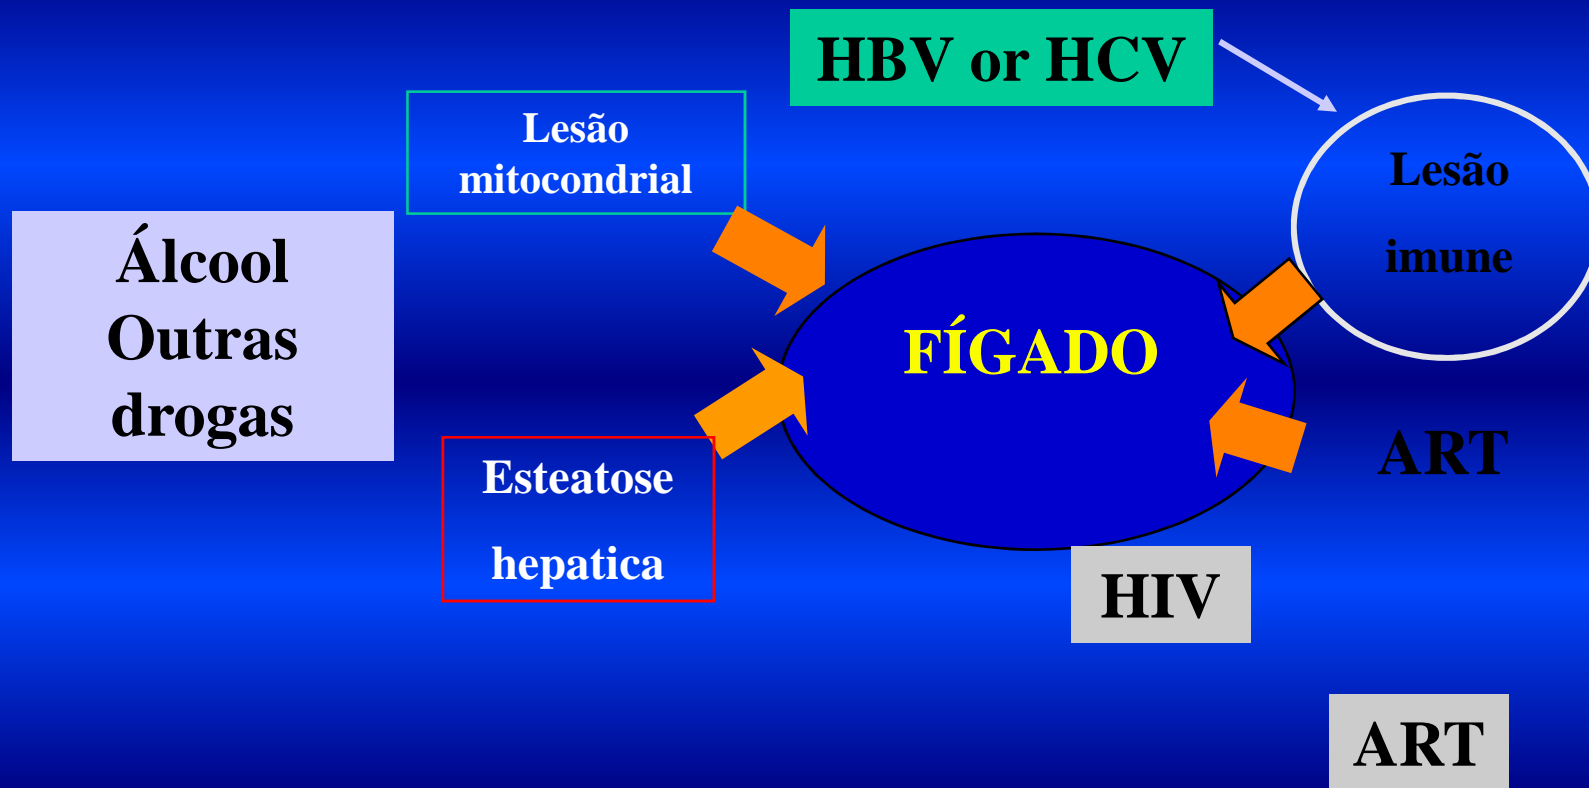 HBV or HCV
Lesão
mitocondrial
Lesão
imune
Álcool
Outras
drogas
FÍGADO
ART
Esteatose
hepatica
HIV
ART